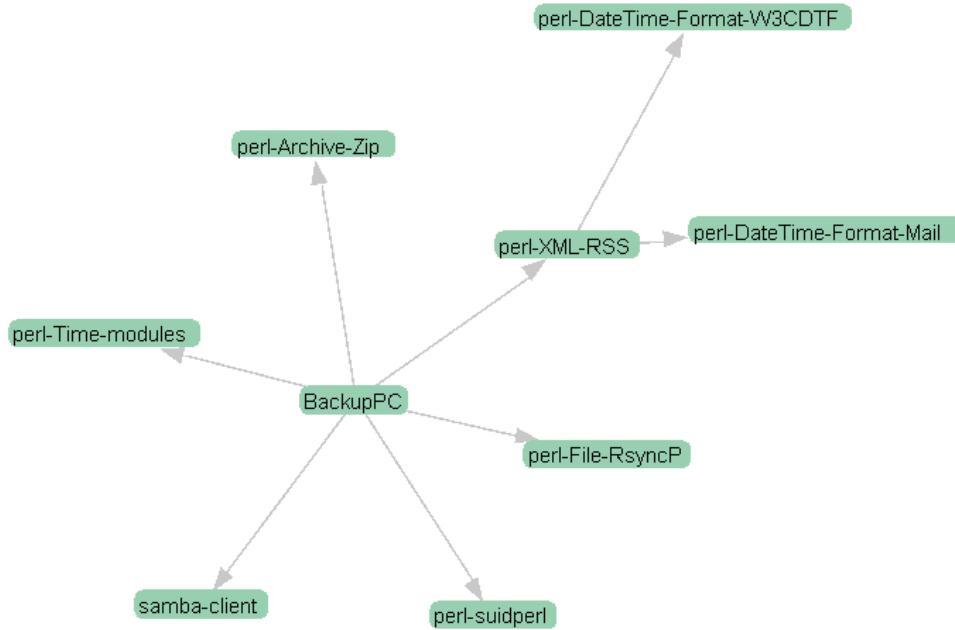 perl-DateTime-Format-W3CDTF
perl-Archive-Zip
perl-DateTime-Format-Mail
perl-XML-RSS
perl-Time-modules
BackupPC
perl-File-RsyncP
samba-client
perl-suidperl